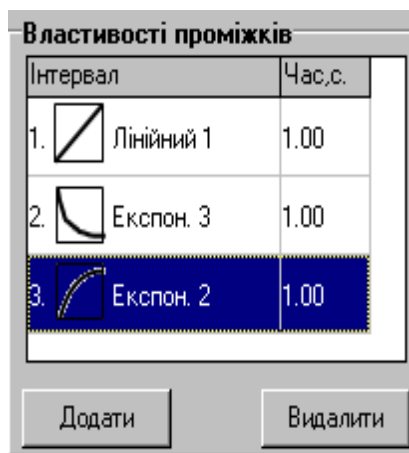 Властивості проміжків
Інтервал Час,с.
1. Лінійний 1 1.00
2. Експон. 3 1.00
3. Експон. 2 1.00
Додати Видалити